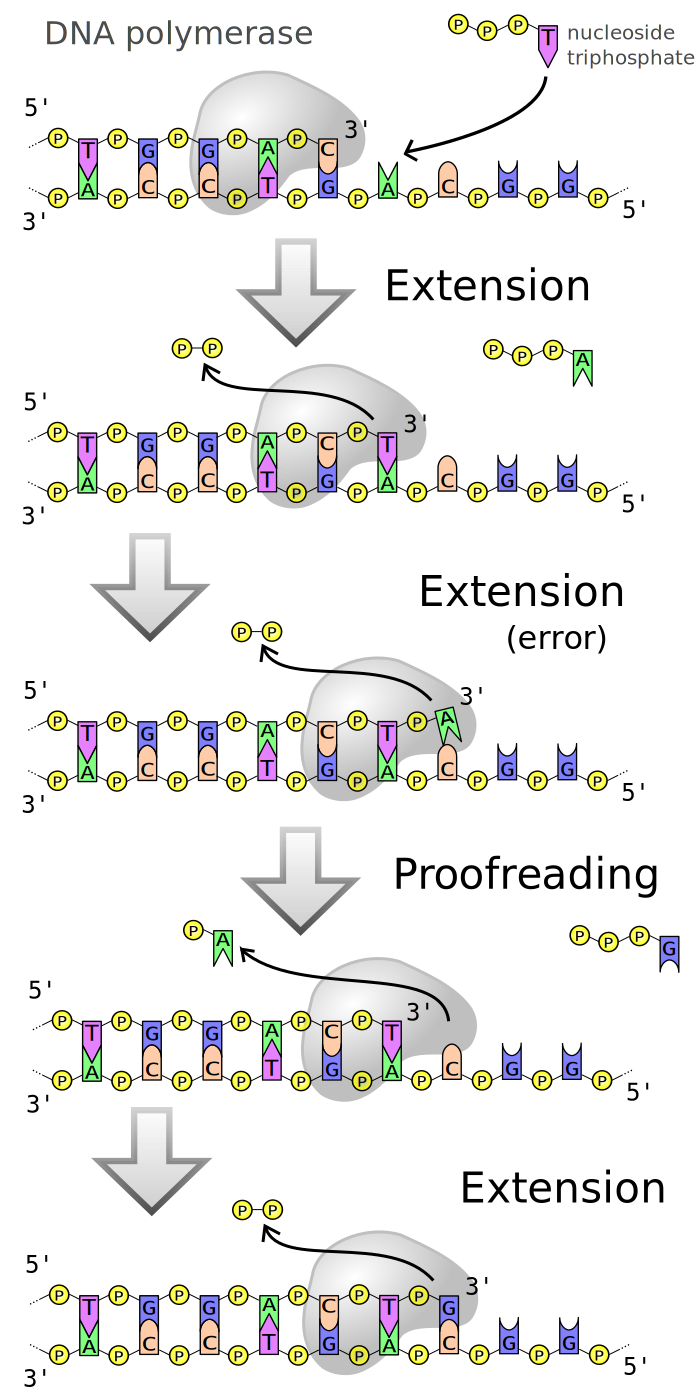 DNA polymerase
P P P T nucleoside
triphosphate
5'
3'
P T P G P G P A P C
P A P C P C P T P G P A P C P G P G P
3'
5'
Extension
P P
P P P A
5'
3'
P T P G P G P A P C P T
P A P C P C P T P G P A P C P G P G P
3'
5'
Extension
(error)
P P
5'
3'
P T P G P G P A P C P T P A
P A P C P C P T P G P A P C P G P G P
3'
5'
Proofreading
P A
P P P G
5'
3'
P T P G P G P A P C P T
P A P C P C P T P G P A P C P G P G P
3'
5'
Extension
P P
5'
3'
P T P G P G P A P C P T P G
P A P C P C P T P G P A P C P G P G P
3'
5'